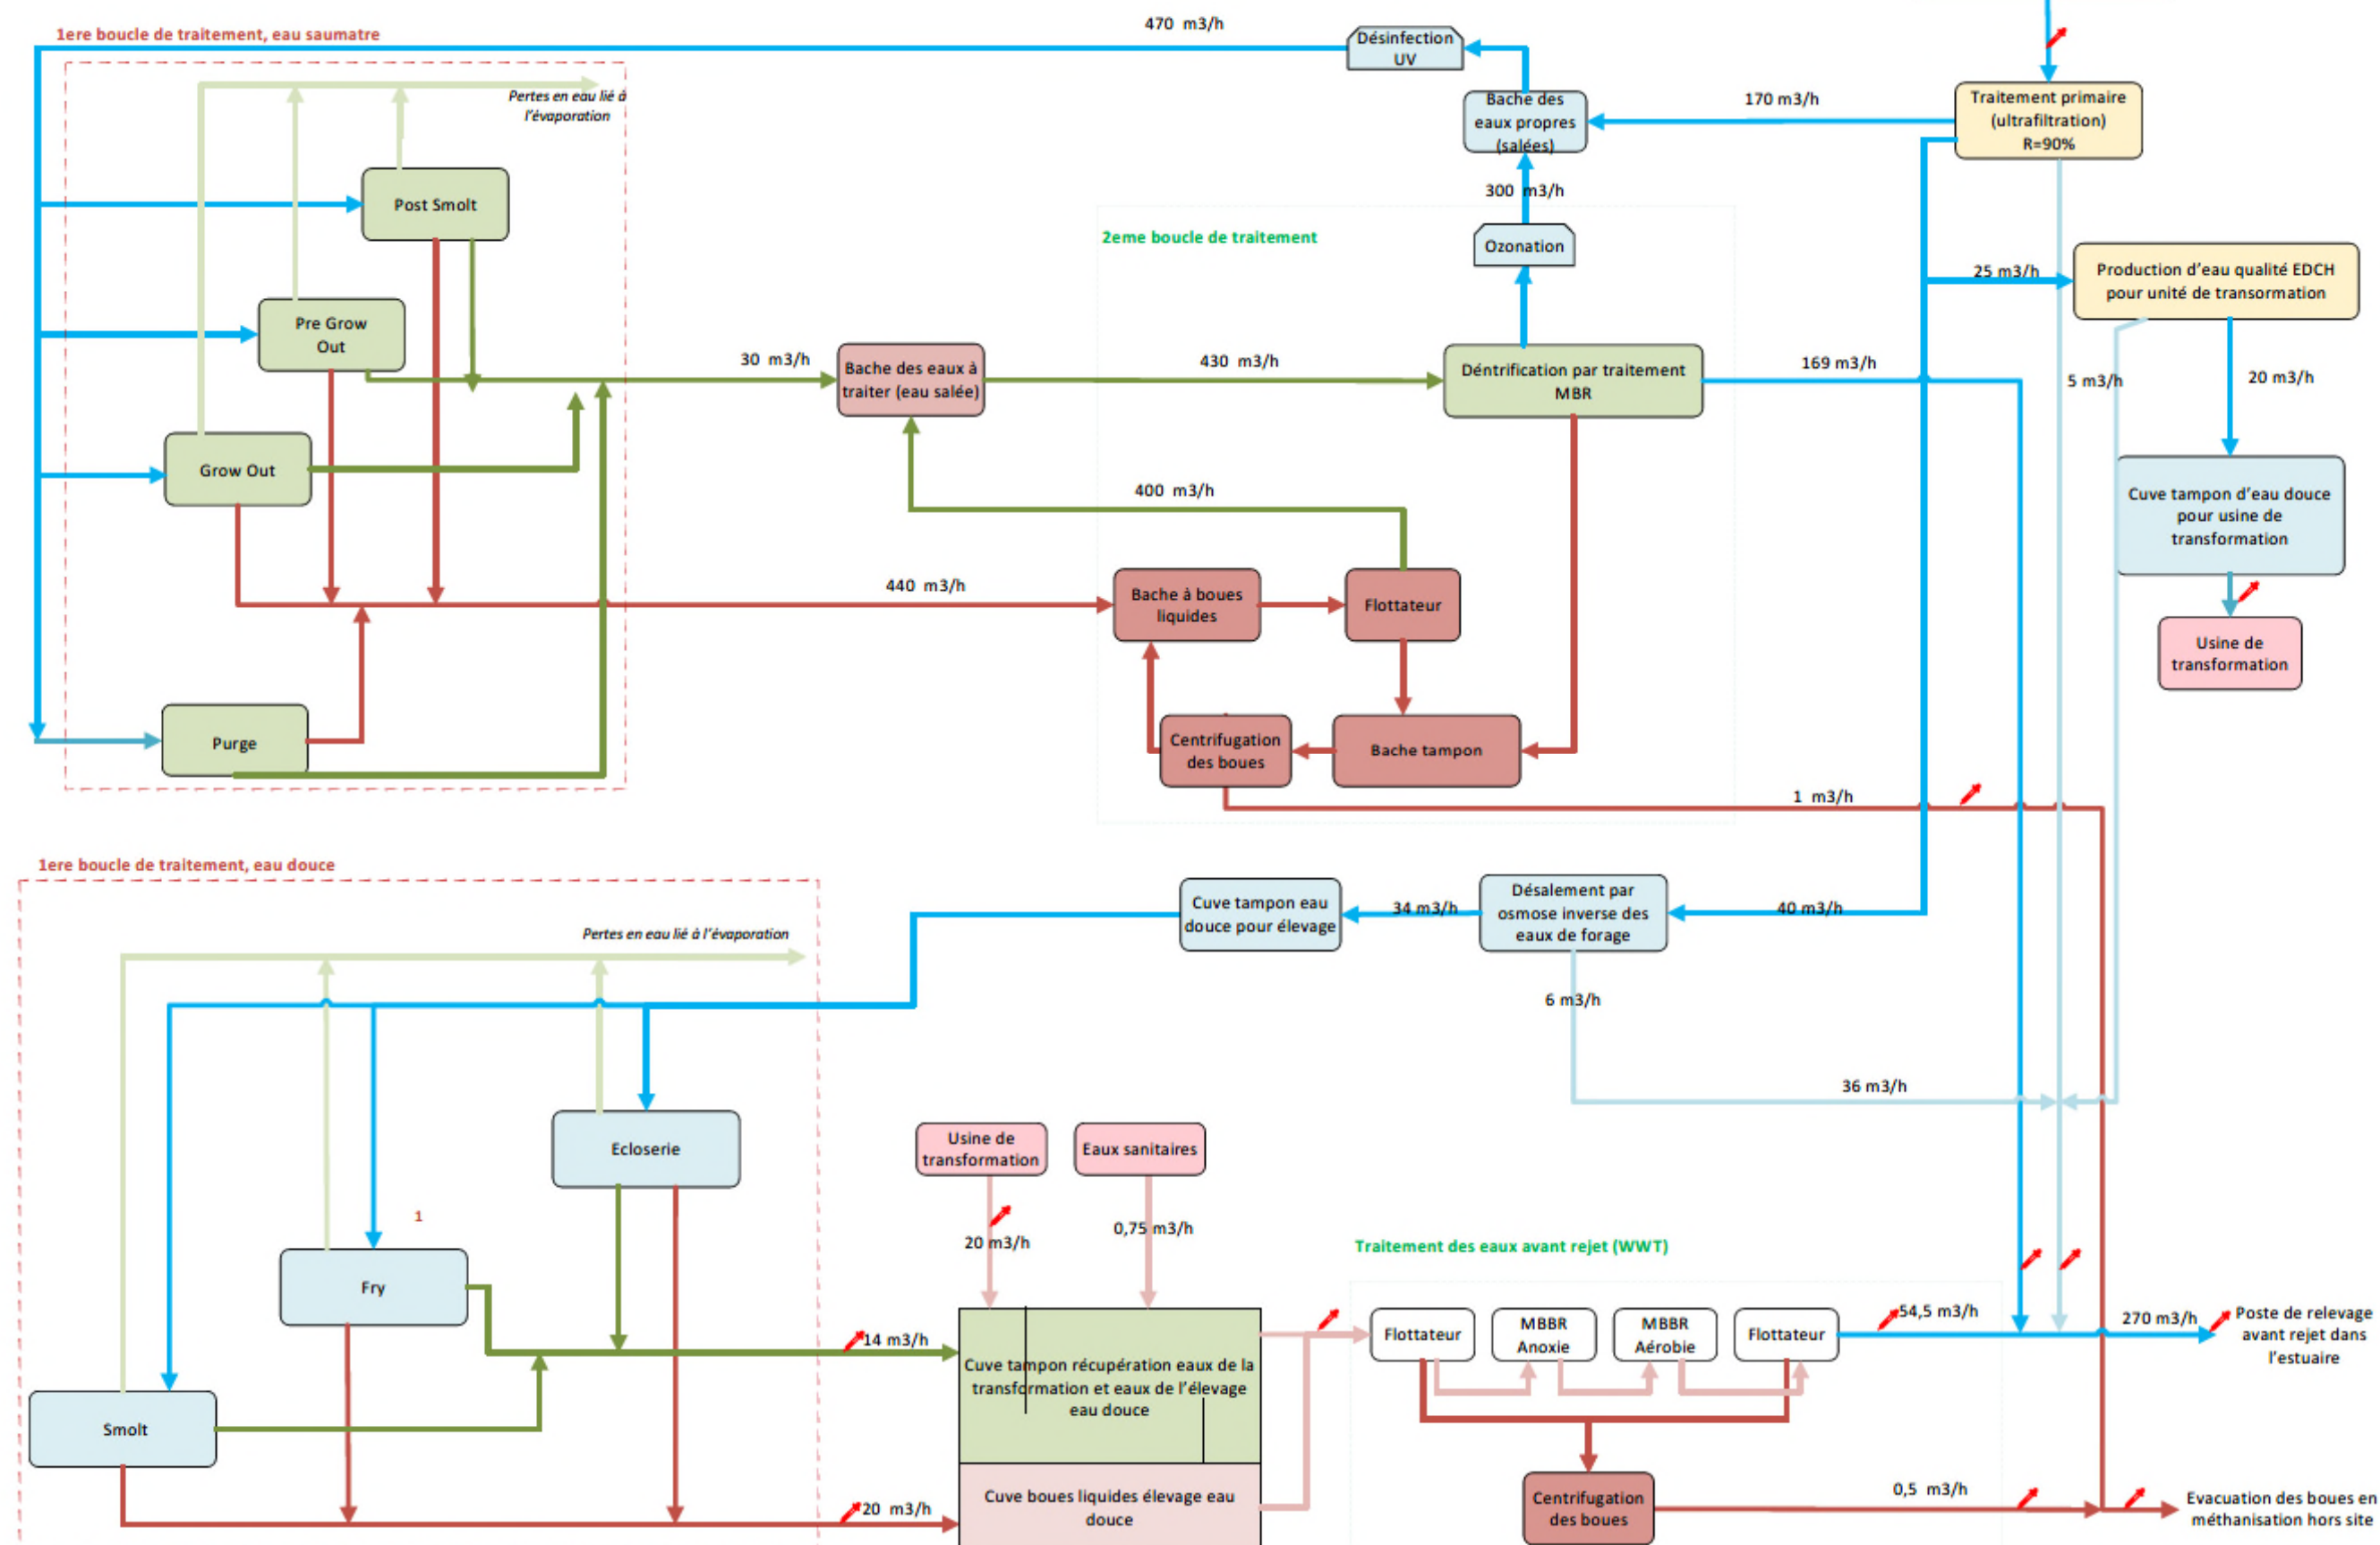 470 m3/h
1ere boucle de traitement, eau saumatre
Désinfection
UV
Pertes en eau lié à
l'évaporation
Bache des
eaux propres
(salées)
170 m3/h
Traitement primaire
(ultrafiltration)
R=90%
Post Smolt
300 m3/h
2eme boucle de traitement
Ozonation
25 m3/h
Production d'eau qualité EDCH
pour unité de transormation
Pre Grow
Out
30 m3/h
Bache des eaux à
traiter (eau salée)
430 m3/h
Déntrification par traitement
MBR
169 m3/h
5 m3/h
20 m3/h
Grow Out
400 m3/h
Cuve tampon d'eau douce
pour usine de
transformation
440 m3/h
Bache à boues
liquides
Flottateur
Usine de
transformation
Purge
Centrifugation
des boues
Bache tampon
1 m3/h
1ere boucle de traitement, eau douce
Pertes en eau lié à l'évaporation
Cuve tampon eau
douce pour élevage
34 m3/h
Désalement par
osmose inverse des
eaux de forage
40 m3/h
6 m3/h
36 m3/h
Ecloserie
Usine de
transformation
Eaux sanitaires
1
20 m3/h
0,75 m3/h
Traitement des eaux avant rejet (WWT)
Fry
14 m3/h
Cuve tampon récupération eaux de la
transformation et eaux de l'élevage
eau douce
Flottateur
MBBR
Anoxie
MBBR
Aérobie
Flottateur
54,5 m3/h
270 m3/h
Poste de relevage
avant rejet dans
l'estuaire
Smolt
20 m3/h
Cuve boues liquides élevage eau
douce
Centrifugation
des boues
0,5 m3/h
Evacuation des boues en
méthanisation hors site